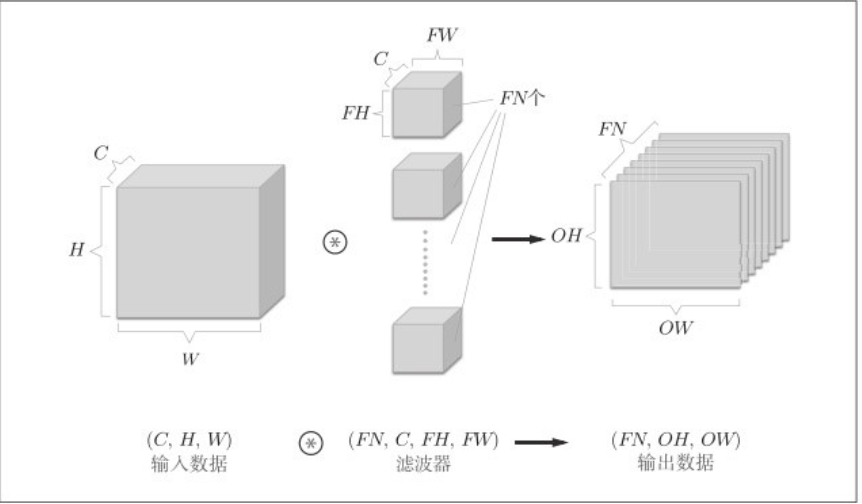 FW
C
FH
FN个
C
FN
H
⊛
OH
W
OW
(C, H, W) ⊛ (FN, C, FH, FW) (FN, OH, OW)
输入数据 滤波器 输出数据